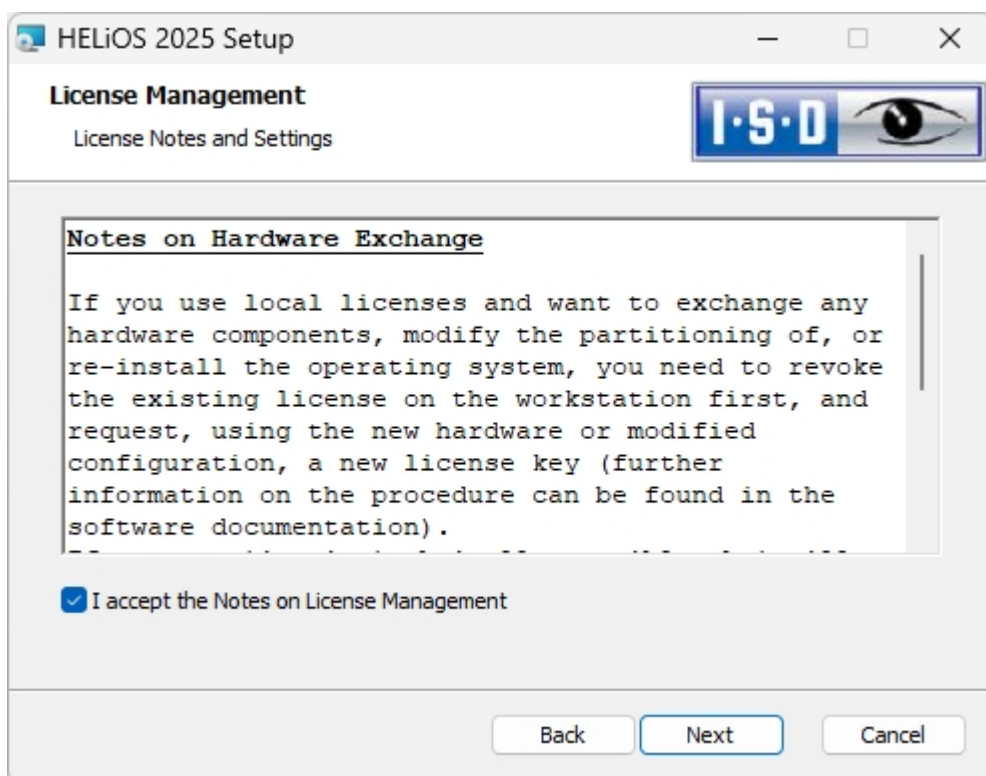 HELiOS 2025 Setup
License Management
License Notes and Settings
I·S·D
Notes on Hardware Exchange
If you use local licenses and want to exchange any
hardware components, modify the partitioning of, or
re-install the operating system, you need to revoke
the existing license on the workstation first, and
request, using the new hardware or modified
configuration, a new license key (further
information on the procedure can be found in the
software documentation).
I accept the Notes on License Management
Back
Next
Cancel